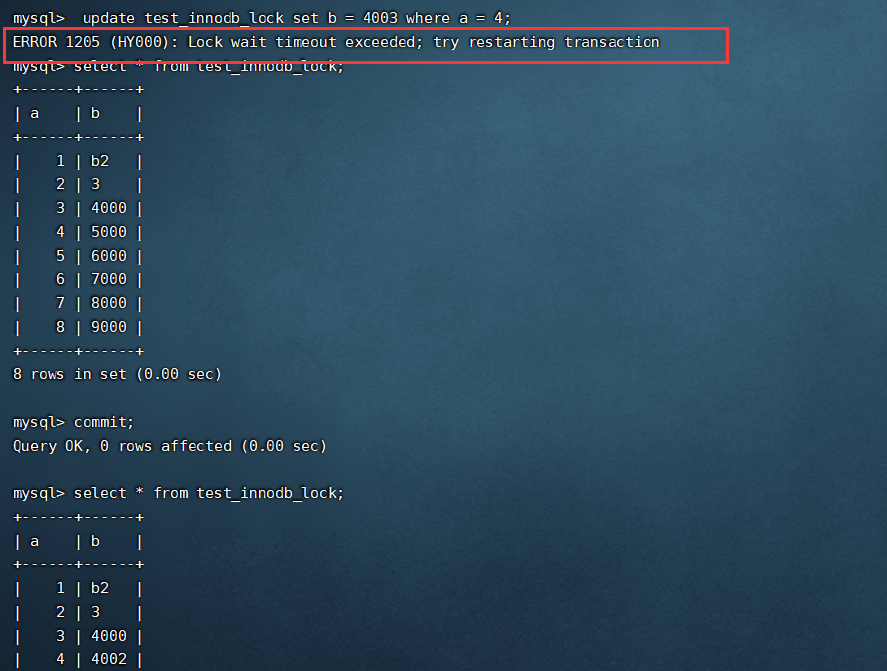 mysql>  update test_innodb_lock set b = 4003 where a = 4;
ERROR 1205 (HY000): Lock wait timeout exceeded; try restarting transaction
mysql> select * from test_innodb_lock;
+------+------+
| a    | b    |
+------+------+
|    1 | b2   |
|    2 | 3    |
|    3 | 4000 |
|    4 | 5000 |
|    5 | 6000 |
|    6 | 7000 |
|    7 | 8000 |
|    8 | 9000 |
+------+------+
8 rows in set (0.00 sec)

mysql> commit;
Query OK, 0 rows affected (0.00 sec)

mysql> select * from test_innodb_lock;
+------+------+
| a    | b    |
+------+------+
|    1 | b2   |
|    2 | 3    |
|    3 | 4000 |
|    4 | 4002 |